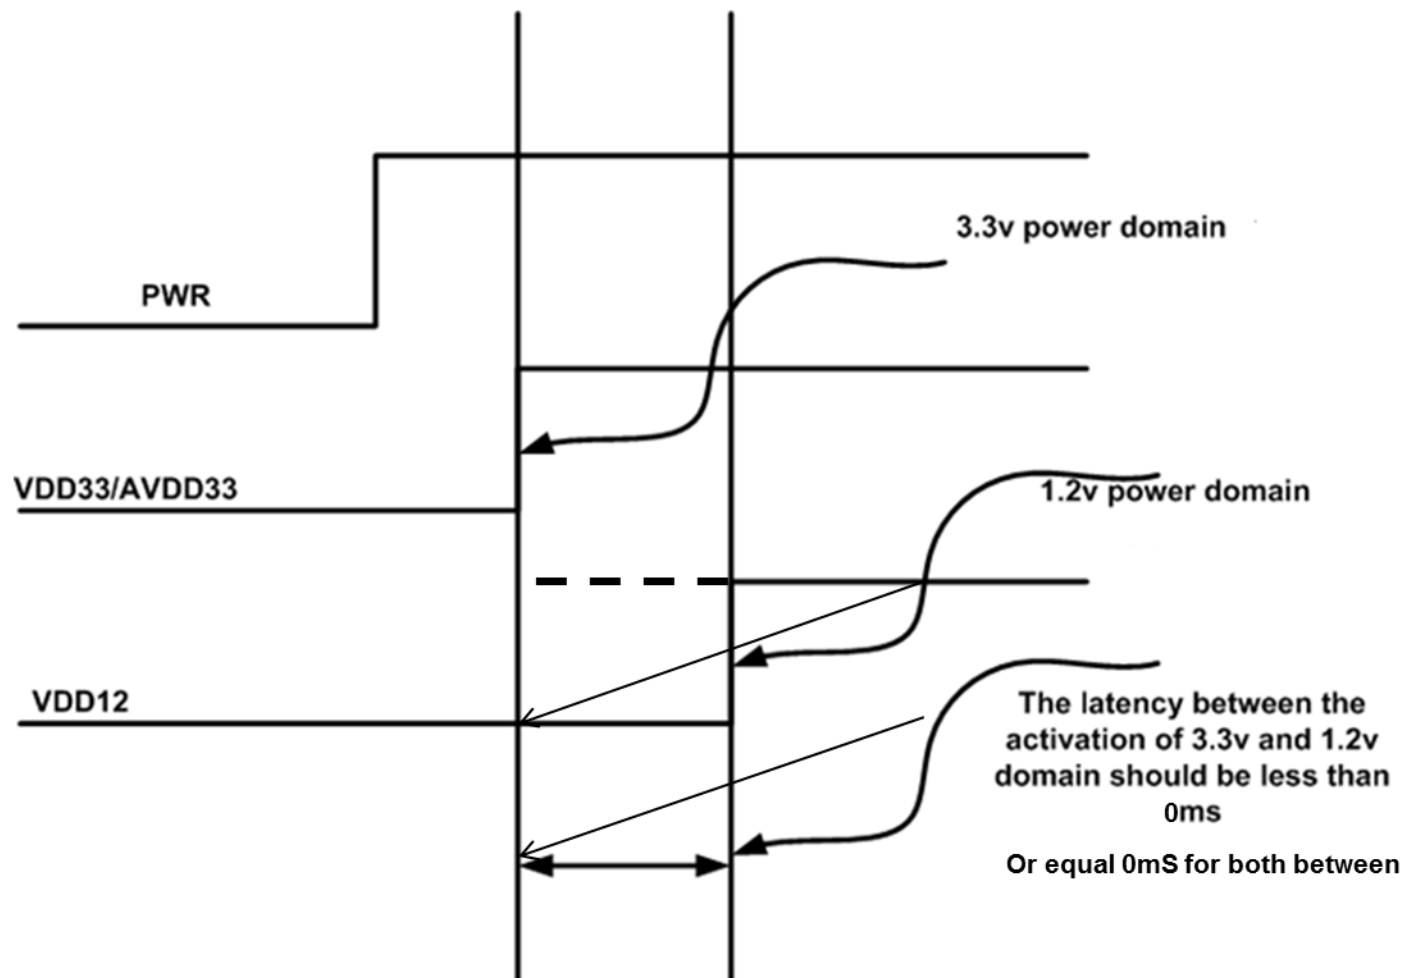 3.3v power domain
PWR
VDD33/AVDD33
1.2v power domain
VDD12
The latency between the
activation of 3.3v and 1.2v
domain should be less than
0ms
Or equal 0mS for both between